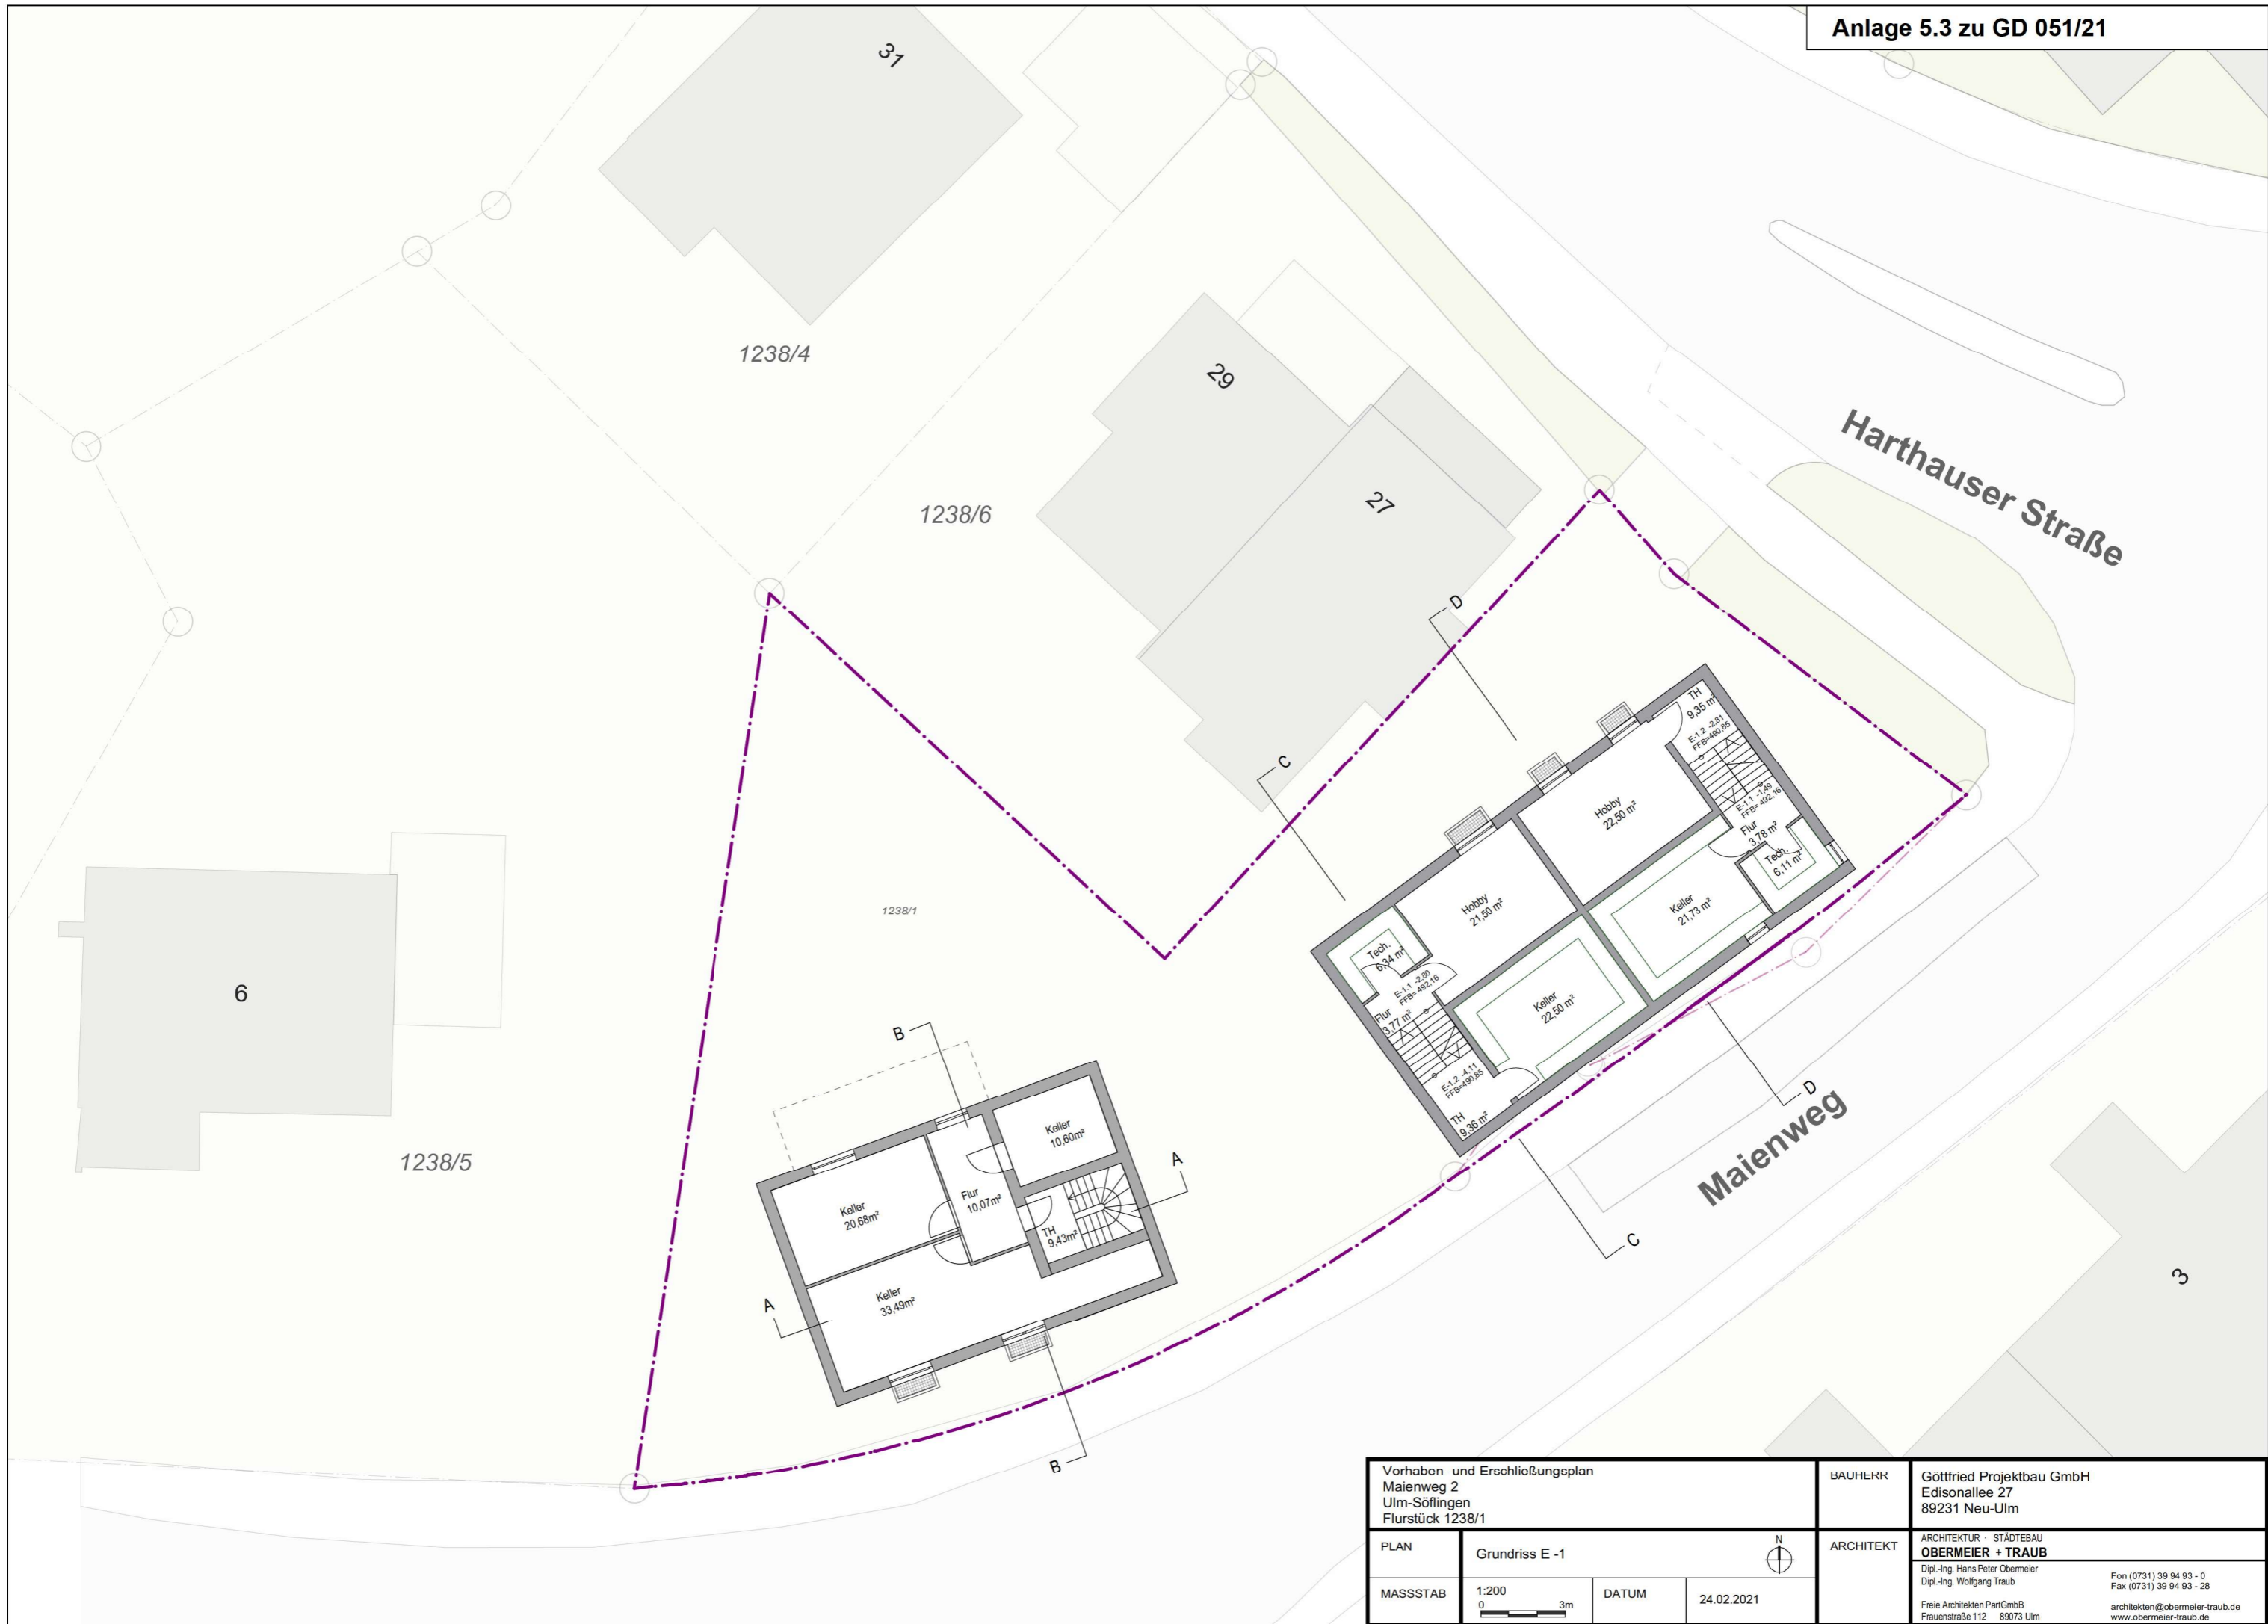 Anlage 5.3 zu GD 051/21
31
1238/4
29
1238/6
27
Harthauser Straße
D
C
TH
9,35 m²
E-1.2 -2.81
FFB=490,85
Hobby
22,50 m²
E-1.1 -1,49
FFB= 492,16
Flur
3,78 m²
Tech.
6,11 m²
Hobby
21,50 m²
Keller
21,73 m²
1238/1
Tech.
6,34 m²
E-1.1 -2,80
FFB= 492,16
Keller
22,50 m²
Flur
3,77 m²
6
B
E-1.2 -4,11
FFB=490,85
TH
9,36 m²
D
Maienweg
Keller
10,60m²
1238/5
A
Flur
10,07m²
Keller
20,68m²
TH
9,43m²
C
3
Keller
33,49m²
A
B
Vorhaben- und Erschließungsplan
Maienweg 2
Ulm-Söflingen
Flurstück 1238/1
BAUHERR
Göttfried Projektbau GmbH
Edisonallee 27
89231 Neu-Ulm
PLAN
Grundriss E -1
N
ARCHITEKT
ARCHITEKTUR · STÄDTEBAU
OBERMEIER + TRAUB
Dipl.-Ing. Hans Peter Obermeier
Dipl.-Ing. Wolfgang Traub
Fon (0731) 39 94 93 - 0
Fax (0731) 39 94 93 - 28
Freie Architekten PartGmbB
Frauenstraße 112 89073 Ulm
architekten@obermeier-traub.de
www.obermeier-traub.de
MASSSTAB
1:200
0 3m
DATUM
24.02.2021